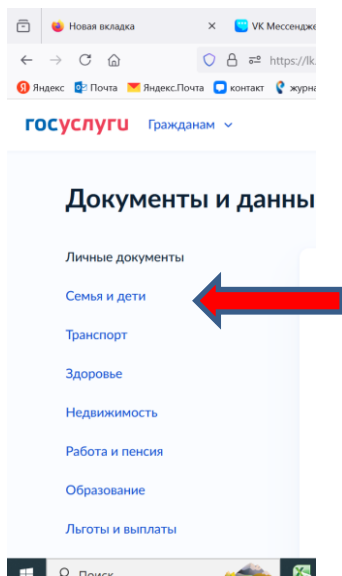 Новая вкладка
VK Мессендже
https://lk.
Яндекс Почта Яндекс.Почта контакт журна
госуслуги Гражданам
Документы и данны
Личные документы
Семья и дети
Транспорт
Здоровье
Недвижимость
Работа и пенсия
Образование
Льготы и выплаты
Поиск